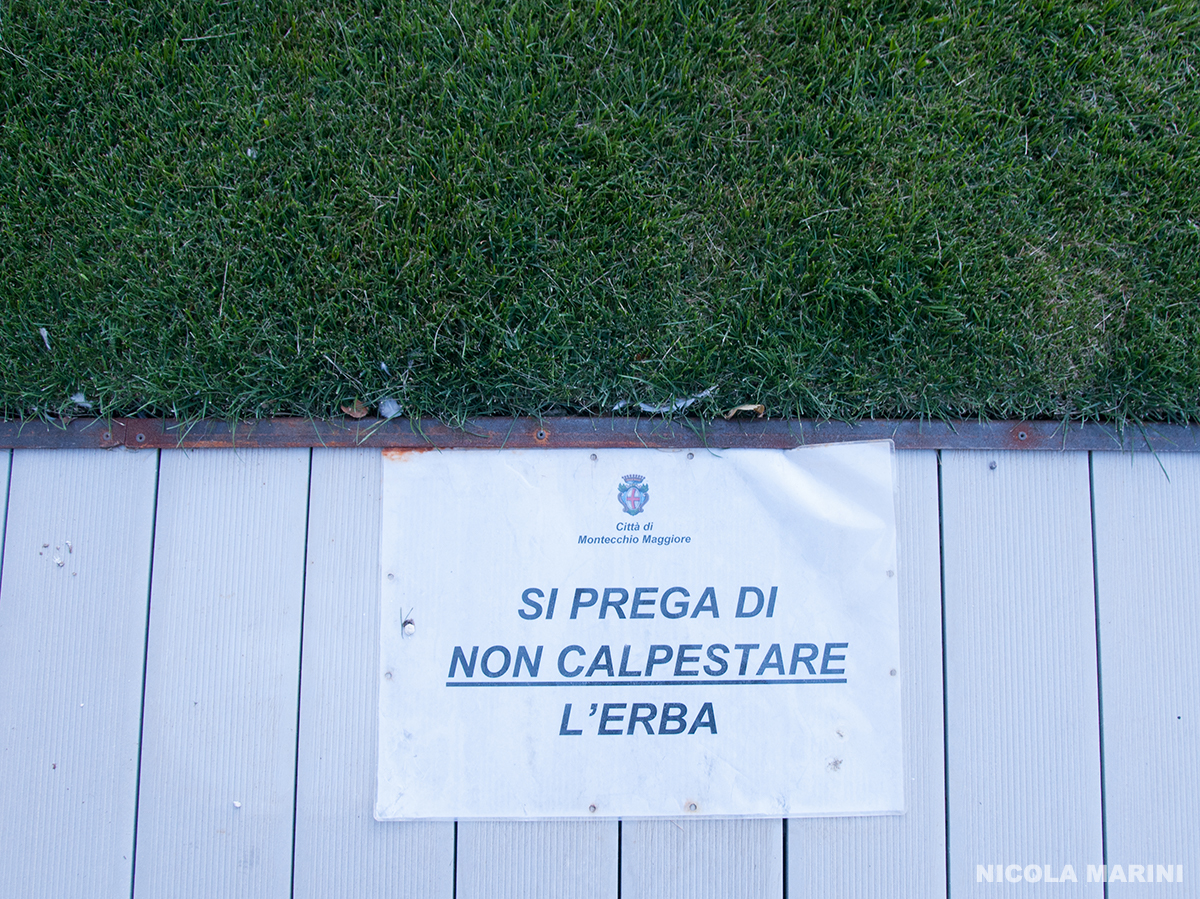 Città di
Montecchio Maggiore
SI PREGA DI
NON CALPESTARE
L'ERBA
NICOLA MARINI